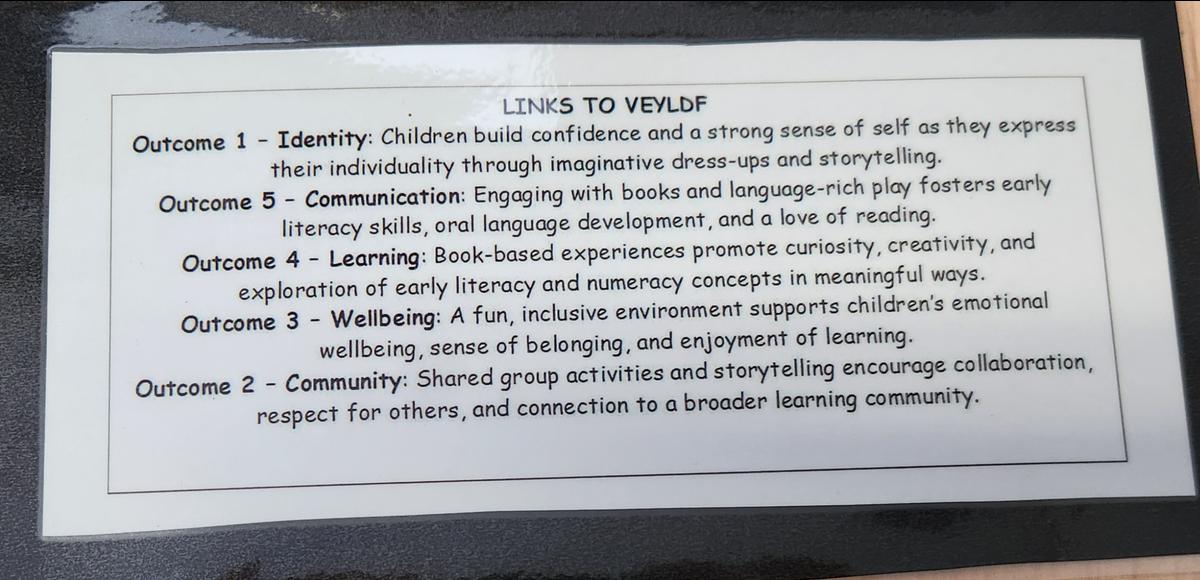 LINKS TO VEYLDF
Outcome 1 - Identity: Children build confidence and a strong sense of self as they express
their individuality through imaginative dress-ups and storytelling.
Outcome 5 - Communication: Engaging with books and language-rich play fosters early
literacy skills, oral language development, and a love of reading.
Outcome 4 - Learning: Book-based experiences promote curiosity, creativity, and
exploration of early literacy and numeracy concepts in meaningful ways.
Outcome 3 - Wellbeing: A fun, inclusive environment supports children's emotional
wellbeing, sense of belonging, and enjoyment of learning.
Outcome 2 - Community: Shared group activities and storytelling encourage collaboration,
respect for others, and connection to a broader learning community.